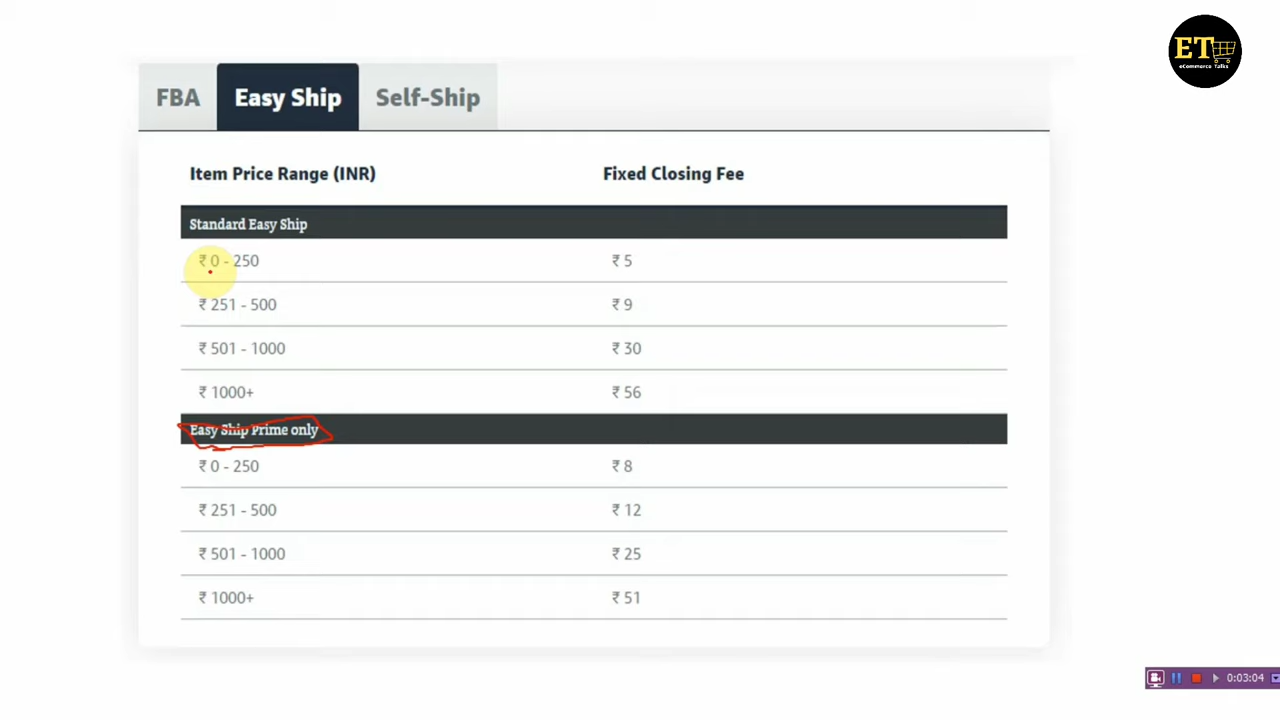 ET
eCommerce Talks
FBA Easy Ship Self-Ship
Item Price Range (INR) Fixed Closing Fee
Standard Easy Ship
₹ 0 - 250 ₹ 5
₹ 251 - 500 ₹ 9
₹ 501 - 1000 ₹ 30
₹ 1000+ ₹ 56
Easy Ship Prime only
₹ 0 - 250 ₹ 8
₹ 251 - 500 ₹ 12
₹ 501 - 1000 ₹ 25
₹ 1000+ ₹ 51
0:03:04